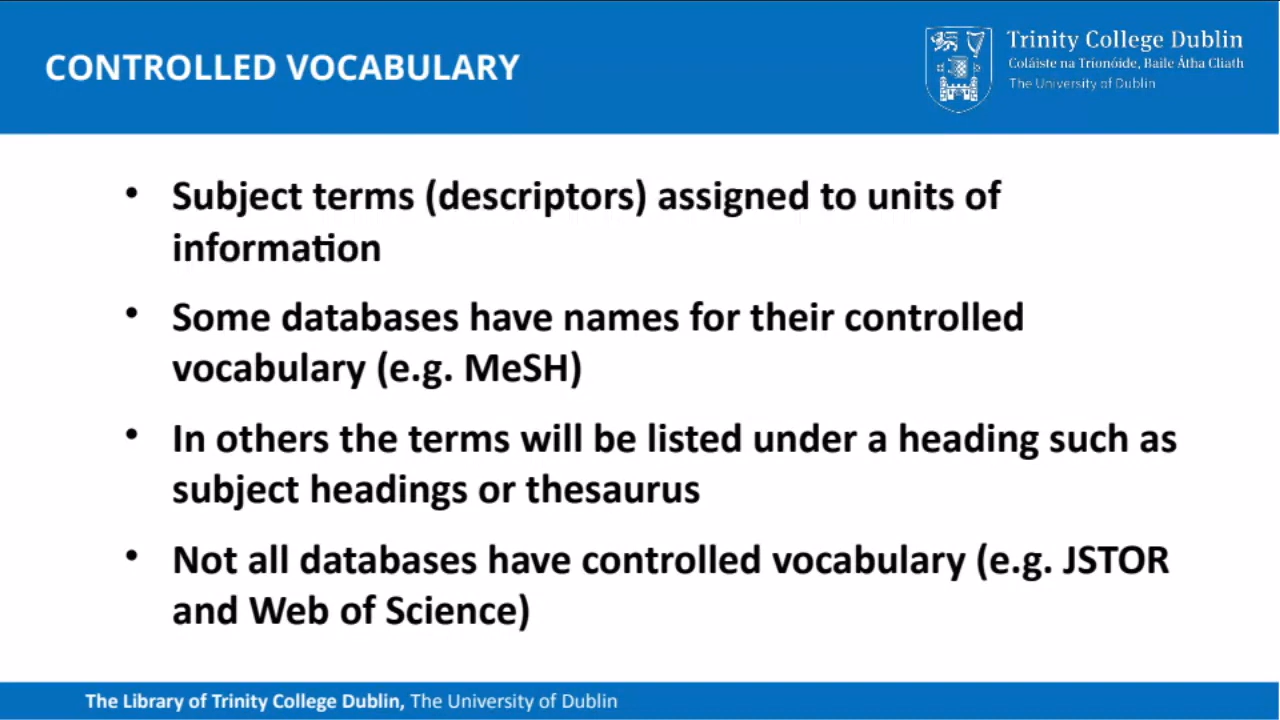 CONTROLLED VOCABULARY
Trinity College Dublin
Coláiste na Tríonóide, Baile Átha Cliath
The University of Dublin
• Subject terms (descriptors) assigned to units of
information
• Some databases have names for their controlled
vocabulary (e.g. MeSH)
• In others the terms will be listed under a heading such as
subject headings or thesaurus
• Not all databases have controlled vocabulary (e.g. JSTOR
and Web of Science)
The Library of Trinity College Dublin, The University of Dublin